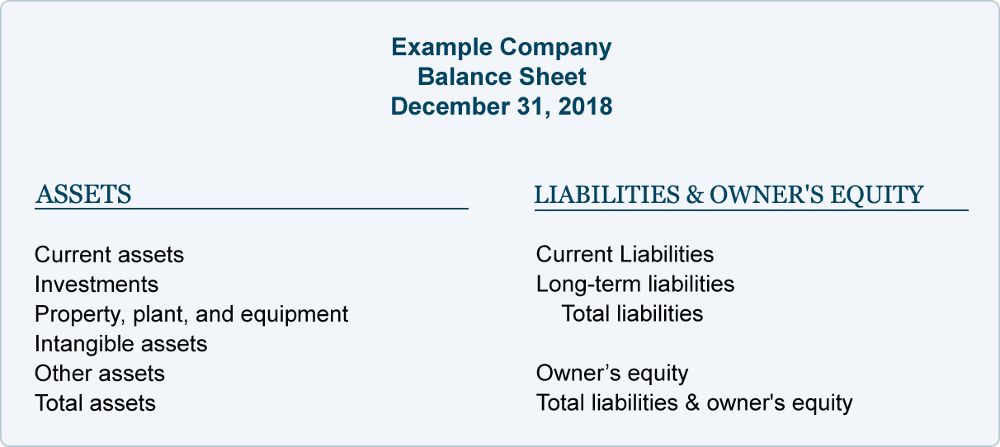 Example Company
Balance Sheet
December 31, 2018
ASSETS
Current assets
Investments
Property, plant, and equipment
Intangible assets
Other assets
Total assets
LIABILITIES & OWNER'S EQUITY
Current Liabilities
Long-term liabilities
Total liabilities
Owner’s equity
Total liabilities & owner's equity